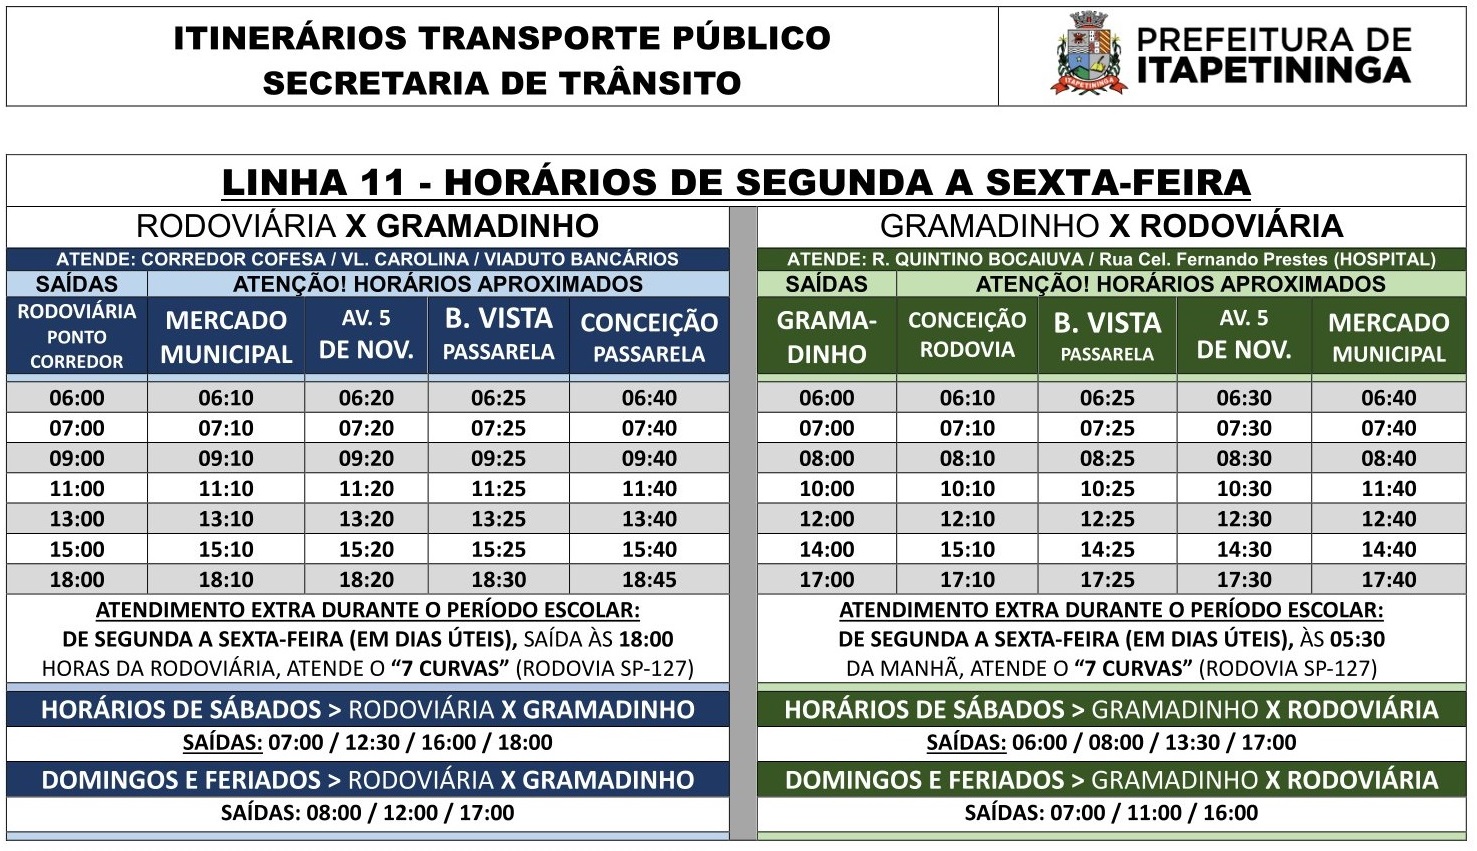 ITINERÁRIOS TRANSPORTE PÚBLICO
SECRETARIA DE TRÂNSITO
ITAPETININGA
PREFEITURA DE
ITAPETININGA
LINHA 11 - HORÁRIOS DE SEGUNDA A SEXTA-FEIRA
RODOVIÁRIA X GRAMADINHO
ATENDE: CORREDOR COFESA / VL. CAROLINA / VIADUTO BANCÁRIOS
SAÍDAS ATENÇÃO! HORÁRIOS APROXIMADOS
RODOVIÁRIA PONTO CORREDOR MERCADO MUNICIPAL AV. 5 DE NOV. B. VISTA PASSARELA CONCEIÇÃO PASSARELA
06:00 06:10 06:20 06:25 06:40
07:00 07:10 07:20 07:25 07:40
09:00 09:10 09:20 09:25 09:40
11:00 11:10 11:20 11:25 11:40
13:00 13:10 13:20 13:25 13:40
15:00 15:10 15:20 15:25 15:40
18:00 18:10 18:20 18:30 18:45
ATENDIMENTO EXTRA DURANTE O PERÍODO ESCOLAR:
DE SEGUNDA A SEXTA-FEIRA (EM DIAS ÚTEIS), SAÍDA ÀS 18:00
HORAS DA RODOVIÁRIA, ATENDE O “7 CURVAS” (RODOVIA SP-127)
HORÁRIOS DE SÁBADOS > RODOVIÁRIA X GRAMADINHO
SAÍDAS: 07:00 / 12:30 / 16:00 / 18:00
DOMINGOS E FERIADOS > RODOVIÁRIA X GRAMADINHO
SAÍDAS: 08:00 / 12:00 / 17:00
GRAMADINHO X RODOVIÁRIA
ATENDE: R. QUINTINO BOCAIUVA / Rua Cel. Fernando Prestes (HOSPITAL)
SAÍDAS ATENÇÃO! HORÁRIOS APROXIMADOS
GRAMA-DINHO CONCEIÇÃO RODOVIA B. VISTA PASSARELA AV. 5 DE NOV. MERCADO MUNICIPAL
06:00 06:10 06:25 06:30 06:40
07:00 07:10 07:25 07:30 07:40
08:00 08:10 08:25 08:30 08:40
10:00 10:10 10:25 10:30 11:40
12:00 12:10 12:25 12:30 12:40
14:00 15:10 14:25 14:30 14:40
17:00 17:10 17:25 17:30 17:40
ATENDIMENTO EXTRA DURANTE O PERÍODO ESCOLAR:
DE SEGUNDA A SEXTA-FEIRA (EM DIAS ÚTEIS), ÀS 05:30
DA MANHÃ, ATENDE O “7 CURVAS” (RODOVIA SP-127)
HORÁRIOS DE SÁBADOS > GRAMADINHO X RODOVIÁRIA
SAÍDAS: 06:00 / 08:00 / 13:30 / 17:00
DOMINGOS E FERIADOS > GRAMADINHO X RODOVIÁRIA
SAÍDAS: 07:00 / 11:00 / 16:00